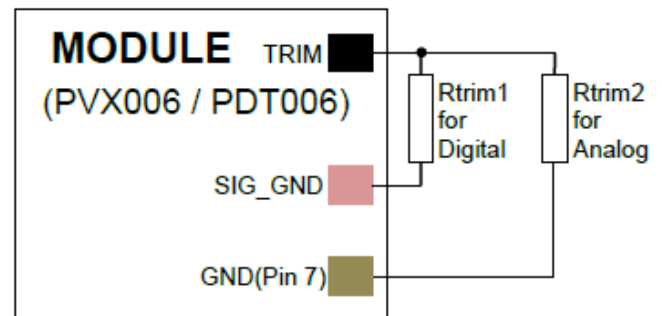 MODULE TRIM
(PVX006 / PDT006)
Rtrim1
for
Digital
Rtrim2
for
Analog
SIG_GND
GND(Pin 7)